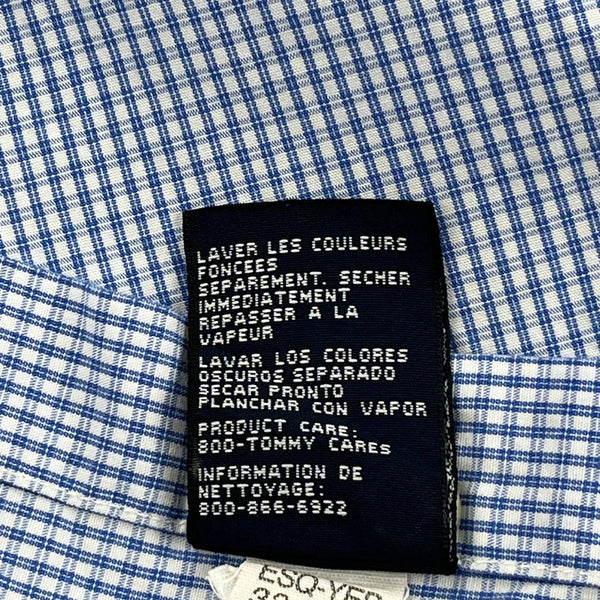 LAVER LES COULEURS
FONCEES
SEPAREMENT. SECHER
IMMEDIATEMENT
REPASSER A LA
VAPEUR
LAVAR LOS COLORES
OSCUROS SEPARADO
SECAR PRONTO
PLANCHAR CON VAPOR
PRODUCT CARE:
800-TOMMY CARES
INFORMATION DE
NETTOYAGE:
800-866-6922